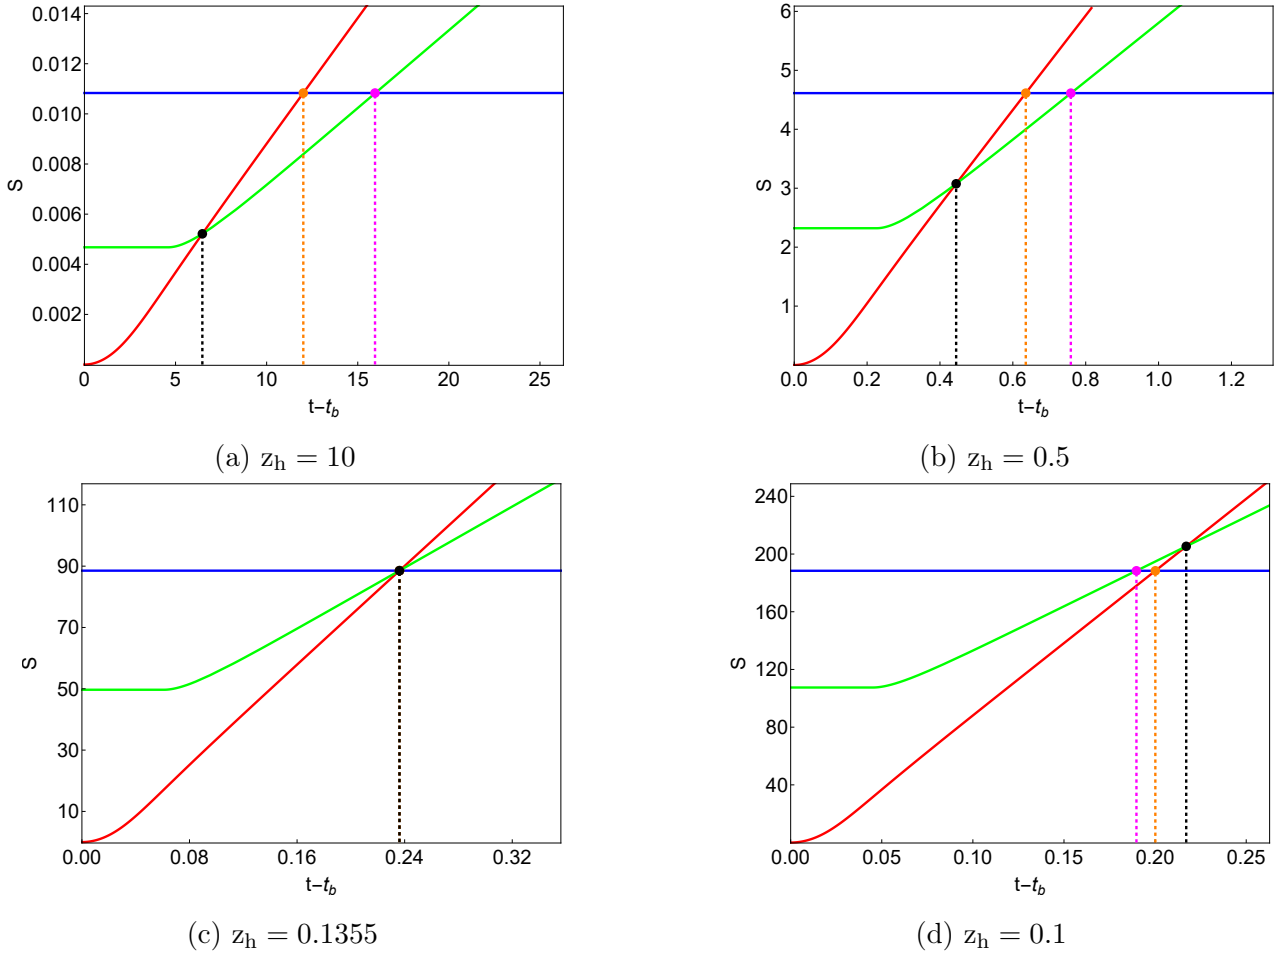 0.014
0.012
0.010
0.008
0.006
0.004
0.002
S
0 5 10 15 20 25
t-t_b
(a) z_h = 10
6
5
4
3
2
1
S
0.0 0.2 0.4 0.6 0.8 1.0 1.2
t-t_b
(b) z_h = 0.5
110
90
70
50
30
10
S
0.00 0.08 0.16 0.24 0.32
t-t_b
(c) z_h = 0.1355
240
200
160
120
80
40
S
0.00 0.05 0.10 0.15 0.20 0.25
t-t_b
(d) z_h = 0.1